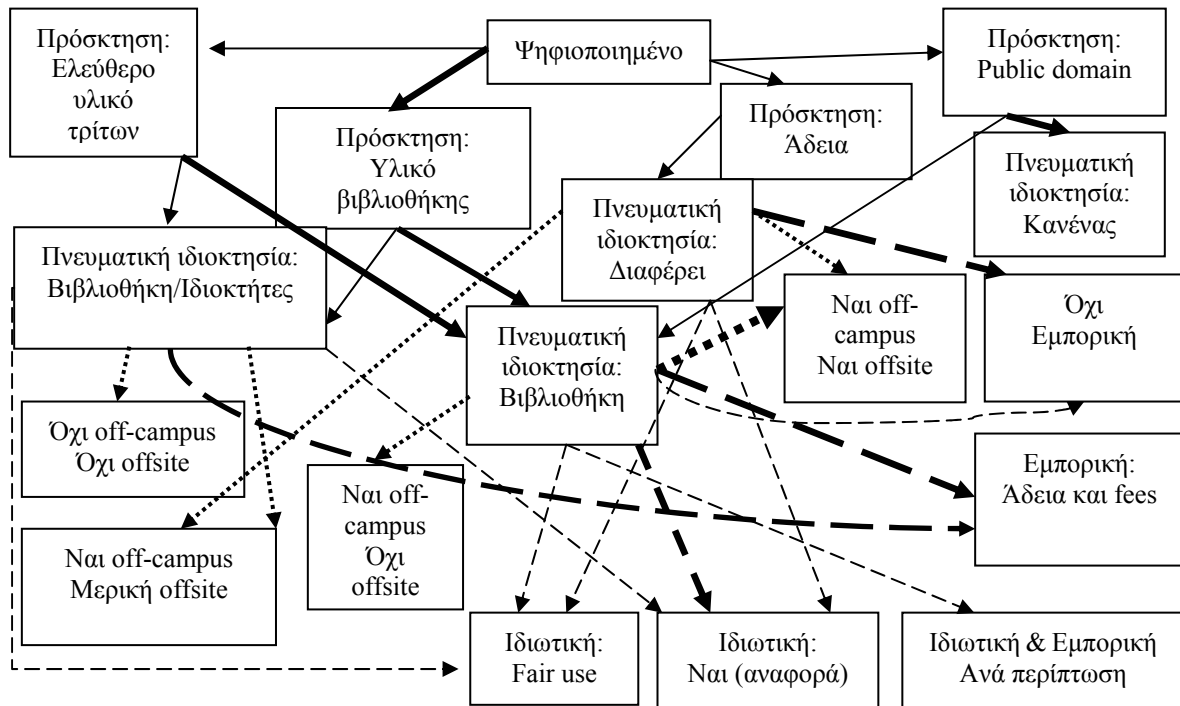 Πρόσκτηση:
Ελεύθερο
υλικό
τρίτων
Ψηφιοποιημένο
Πρόσκτηση:
Public domain
Πρόσκτηση:
Υλικό
βιβλιοθήκης
Πρόσκτηση:
Άδεια
Πνευματική
ιδιοκτησία:
Κανένας
Πνευματική ιδιοκτησία:
Βιβλιοθήκη/Ιδιοκτήτες
Πνευματική
ιδιοκτησία:
Διαφέρει
Πνευματική
ιδιοκτησία:
Βιβλιοθήκη
Ναι off-
campus
Ναι offsite
Όχι
Εμπορική
Όχι off-campus
Όχι offsite
Ναι off-campus
Μερική offsite
Ναι off-
campus
Όχι
offsite
Εμπορική:
Άδεια και fees
Ιδιωτική:
Fair use
Ιδιωτική:
Ναι (αναφορά)
Ιδιωτική & Εμπορική
Ανά περίπτωση